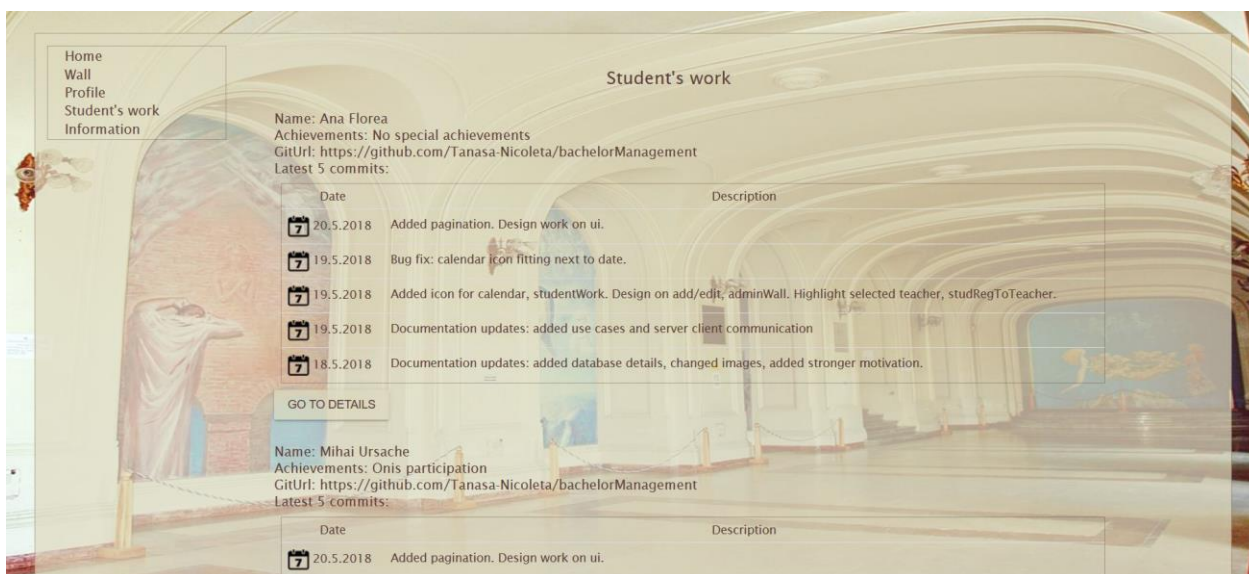 Home
Wall
Profile
Student's work
Information
Student's work
Name: Ana Florea
Achievements: No special achievements
GitUrl: https://github.com/Tanasa-Nicoleta/bachelorManagement
Latest 5 commits:
Date Description
7 20.5.2018 Added pagination. Design work on ui.
7 19.5.2018 Bug fix: calendar icon fitting next to date.
7 19.5.2018 Added icon for calendar, studentWork. Design on add/edit, adminWall. Highlight selected teacher, studRegToTeacher.
7 19.5.2018 Documentation updates: added use cases and server client communication
7 18.5.2018 Documentation updates: added database details, changed images, added stronger motivation.
GO TO DETAILS
Name: Mihai Ursache
Achievements: Onis participation
GitUrl: https://github.com/Tanasa-Nicoleta/bachelorManagement
Latest 5 commits:
Date Description
7 20.5.2018 Added pagination. Design work on ui.